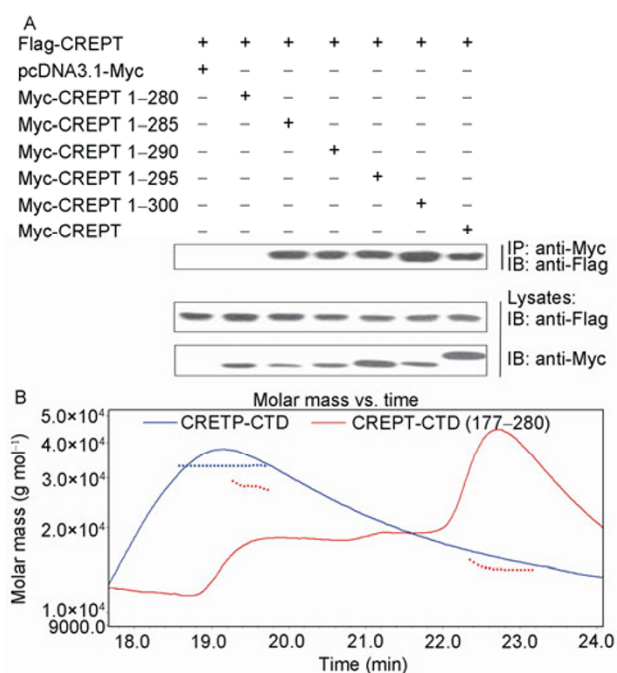 A
Flag-CREPT + + + + + + +
pcDNA3.1-Myc + – – – – – –
Myc-CREPT 1–280 – + – – – – –
Myc-CREPT 1–285 – – + – – – –
Myc-CREPT 1–290 – – – + – – –
Myc-CREPT 1–295 – – – – + – –
Myc-CREPT 1–300 – – – – – + –
Myc-CREPT – – – – – – +
IP: anti-Myc
IB: anti-Flag
Lysates:
IB: anti-Flag
IB: anti-Myc
B
Molar mass vs. time
CRETP-CTD
CREPT-CTD (177–280)
Molar mass (g mol⁻¹)
5.0×10⁴
4.0×10⁴
3.0×10⁴
2.0×10⁴
1.0×10⁴
9000.0
18.0 19.0 20.0 21.0 22.0 23.0 24.0
Time (min)